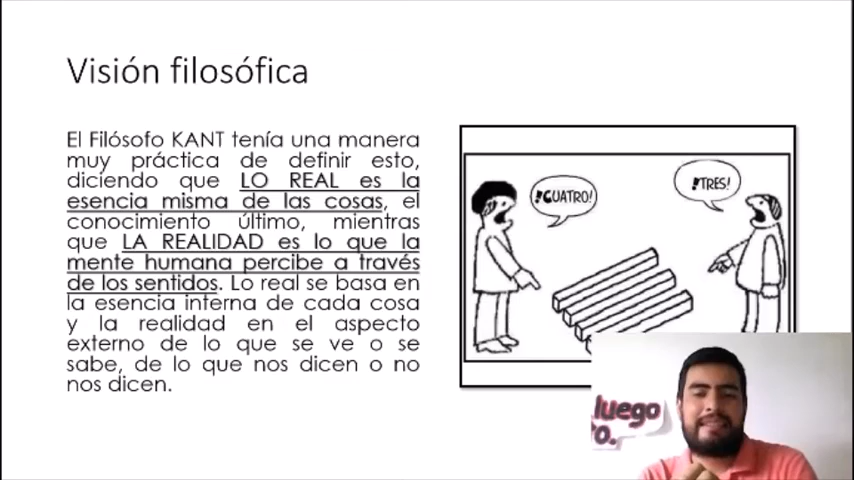 Visión filosófica
El Filósofo KANT tenía una manera
muy práctica de definir esto,
diciendo que LO REAL es la
esencia misma de las cosas, el
conocimiento último, mientras
que LA REALIDAD es lo que la
mente humana percibe a través
de los sentidos. Lo real se basa en
la esencia interna de cada cosa
y la realidad en el aspecto
externo de lo que se ve o se
sabe, de lo que nos dicen o no
nos dicen.
¡CUATRO!
¡TRES!
luego
o.